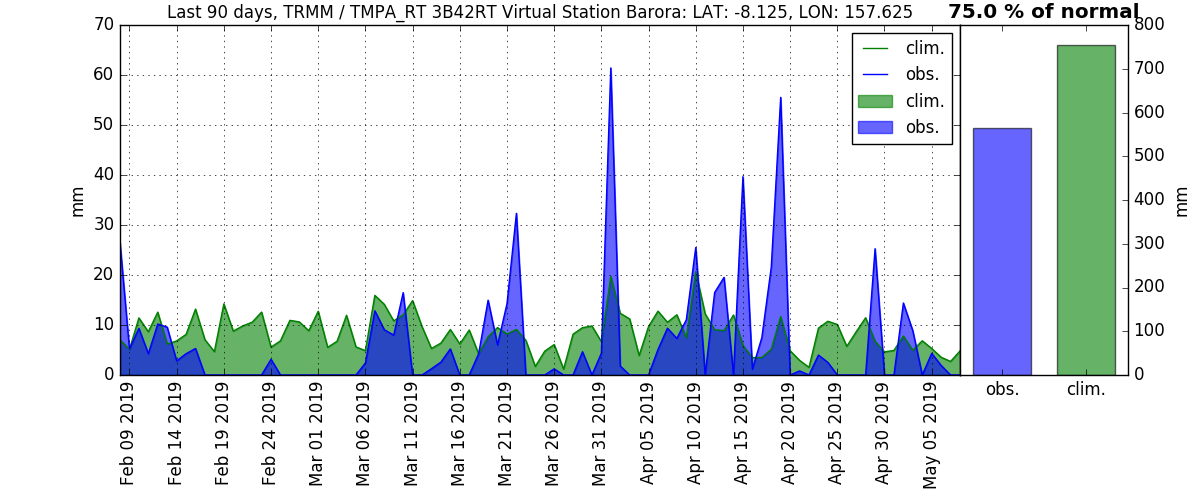 Last 90 days, TRMM / TMPA_RT 3B42RT Virtual Station Barora: LAT: -8.125, LON: 157.625
75.0 % of normal
70
60
50
40
30
20
10
0
mm
clim.
obs.
clim.
obs.
800
700
600
500
400
300
200
100
0
mm
obs.
clim.
Feb 09 2019
Feb 14 2019
Feb 19 2019
Feb 24 2019
Mar 01 2019
Mar 06 2019
Mar 11 2019
Mar 16 2019
Mar 21 2019
Mar 26 2019
Mar 31 2019
Apr 05 2019
Apr 10 2019
Apr 15 2019
Apr 20 2019
Apr 25 2019
Apr 30 2019
May 05 2019